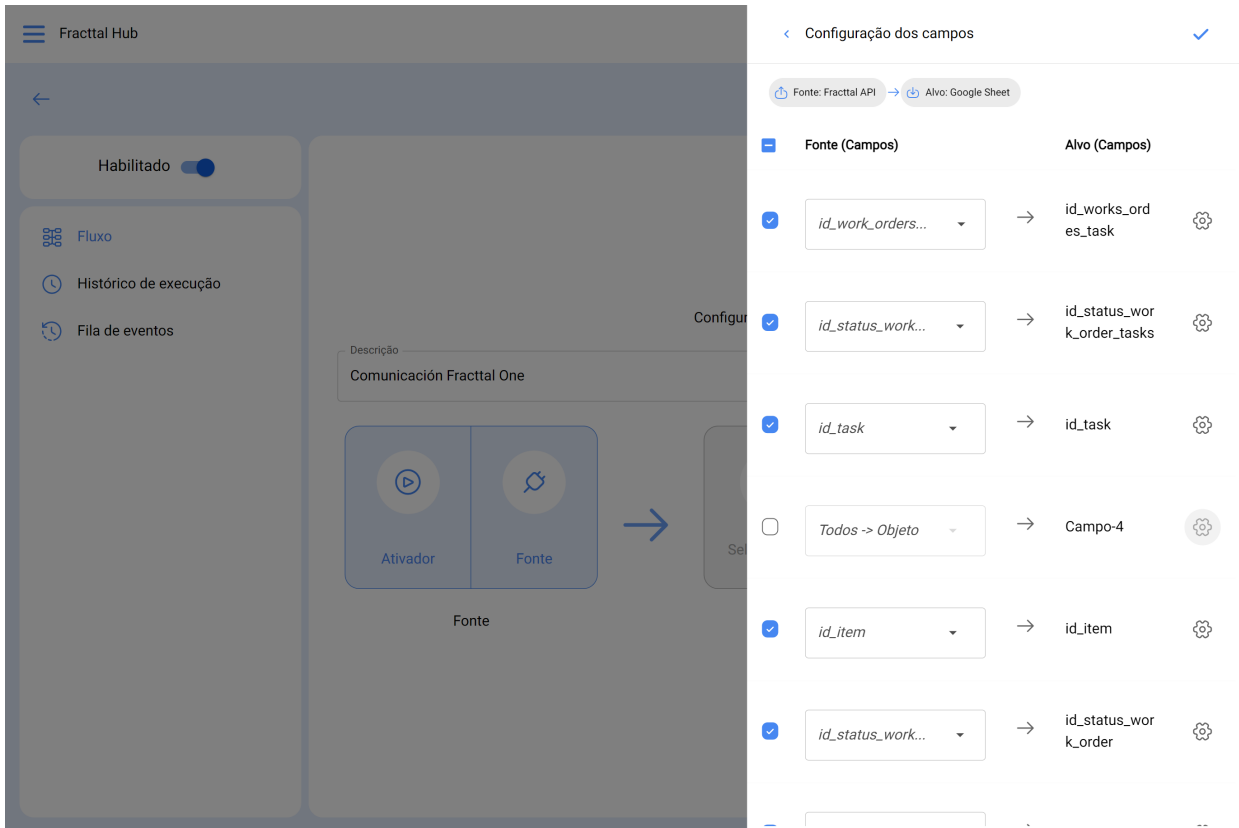 Fracttal Hub
Habilitado
Fluxo
Histórico de execução
Fila de eventos
Configur
Descrição
Comunicación Fracttal One
Ativador
Fonte
Sel
Fonte
Configuração dos campos
Fonte: Fracttal API
Alvo: Google Sheet
Fonte (Campos)
Alvo (Campos)
id_work_orders...
id_works_ord
es_task
id_status_work...
id_status_wor
k_order_tasks
id_task
id_task
Todos -> Objeto
Campo-4
id_item
id_item
id_status_work...
id_status_wor
k_order